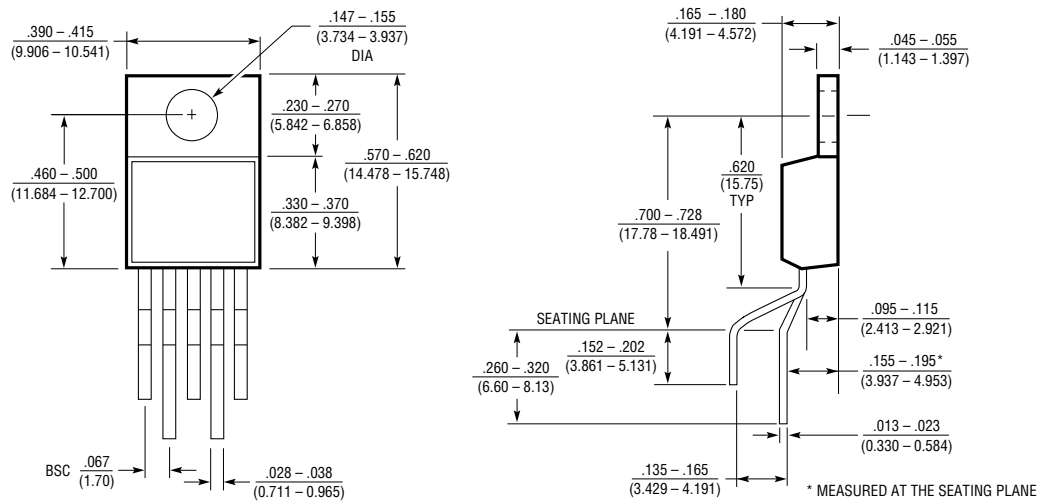 .390 – .415
(9.906 – 10.541)
.147 – .155
(3.734 – 3.937)
DIA
.230 – .270
(5.842 – 6.858)
.460 – .500
(11.684 – 12.700)
.570 – .620
(14.478 – 15.748)
.330 – .370
(8.382 – 9.398)
BSC
.067
(1.70)
.028 – .038
(0.711 – 0.965)
.165 – .180
(4.191 – 4.572)
.045 – .055
(1.143 – 1.397)
.620
(15.75)
TYP
.700 – .728
(17.78 – 18.491)
SEATING PLANE
.095 – .115
(2.413 – 2.921)
.152 – .202
(3.861 – 5.131)
.260 – .320
(6.60 – 8.13)
.155 – .195*
(3.937 – 4.953)
.013 – .023
(0.330 – 0.584)
.135 – .165
(3.429 – 4.191)
* MEASURED AT THE SEATING PLANE